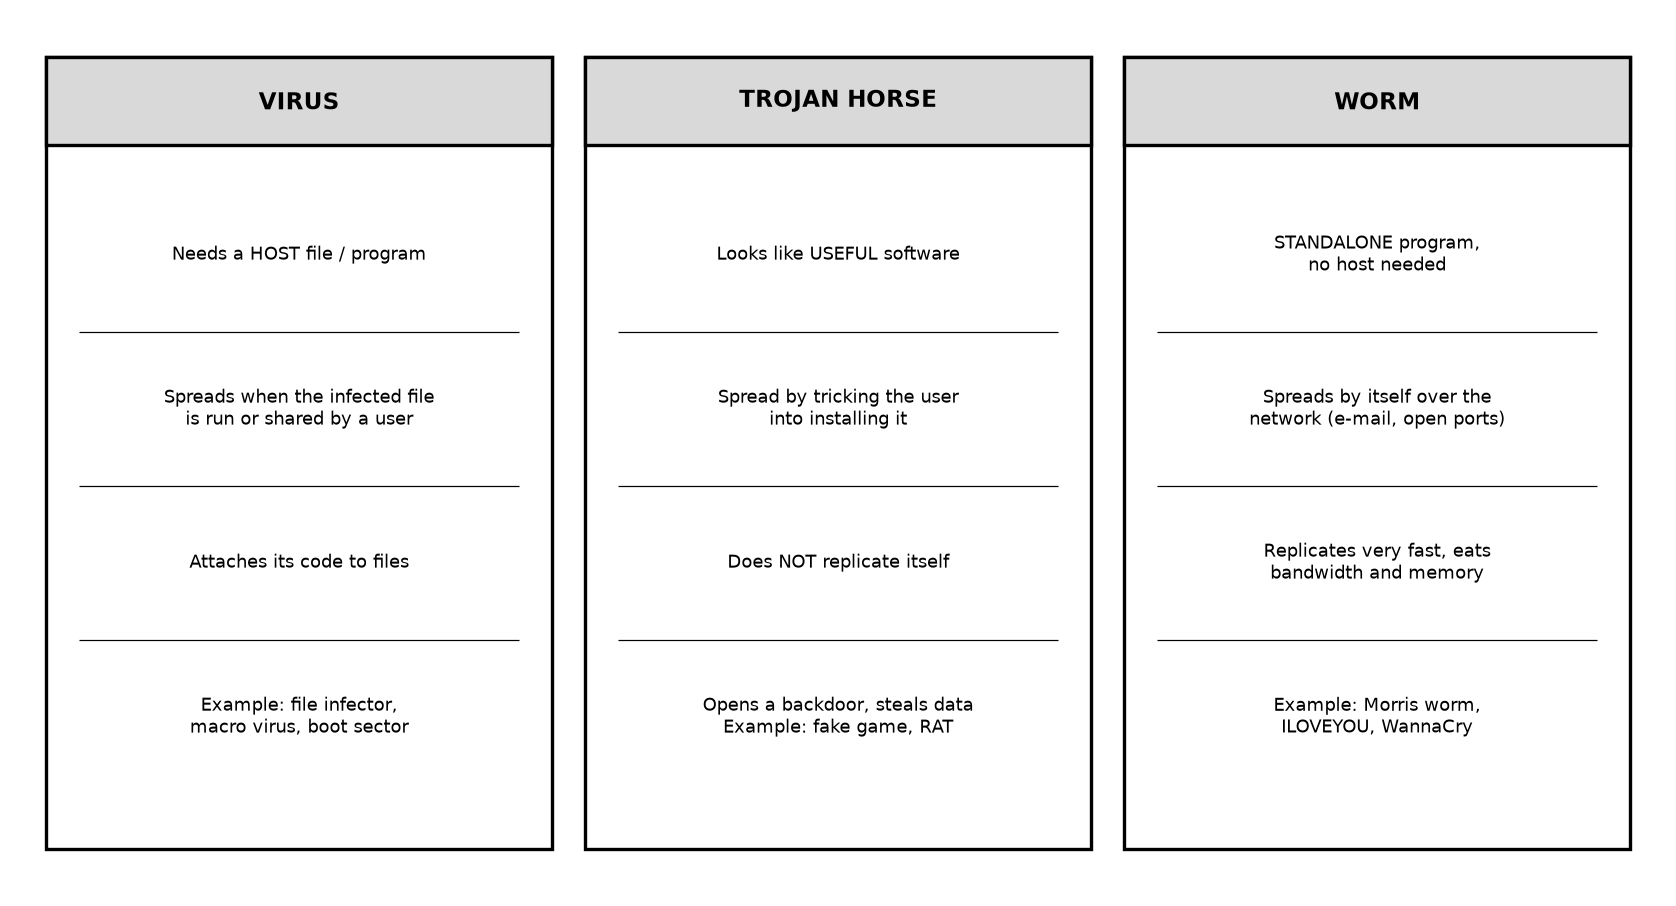 VIRUS
Needs a HOST file / program
Spreads when the infected file
is run or shared by a user
Attaches its code to files
Example: file infector,
macro virus, boot sector
TROJAN HORSE
Looks like USEFUL software
Spread by tricking the user
into installing it
Does NOT replicate itself
Opens a backdoor, steals data
Example: fake game, RAT
WORM
STANDALONE program,
no host needed
Spreads by itself over the
network (e-mail, open ports)
Replicates very fast, eats
bandwidth and memory
Example: Morris worm,
ILOVEYOU, WannaCry